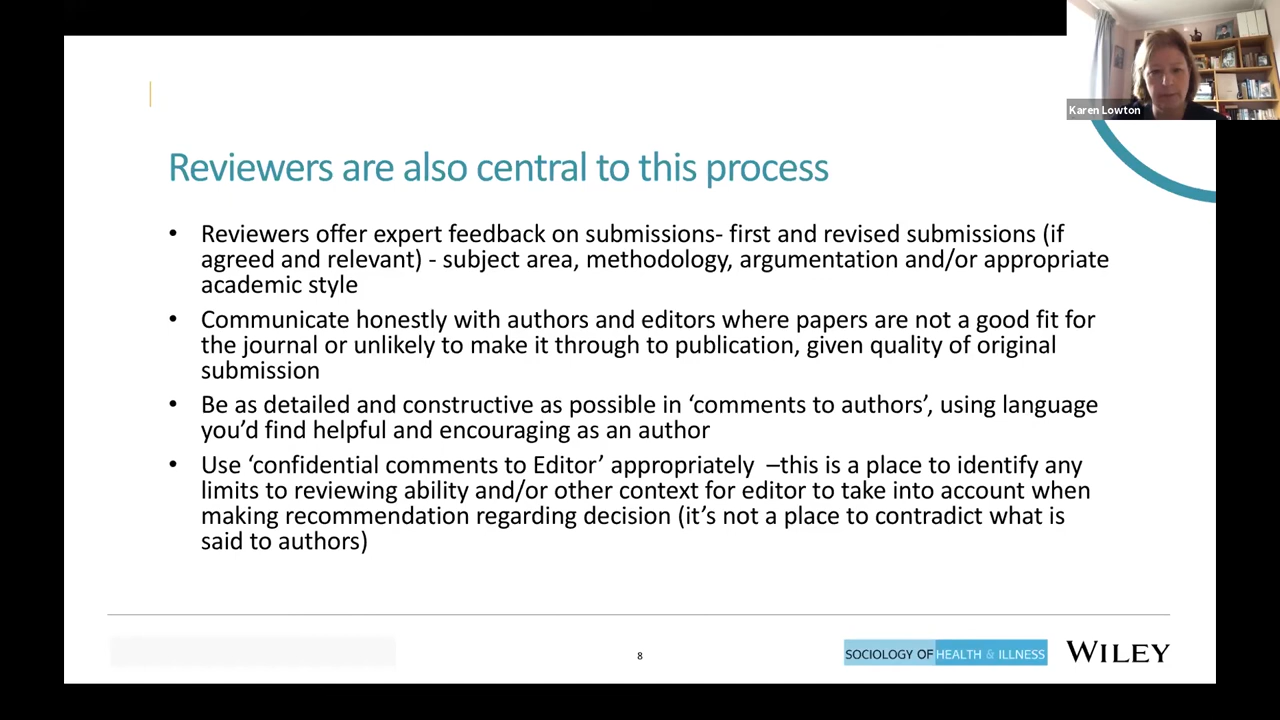 Karen Lowton
Reviewers are also central to this process
• Reviewers offer expert feedback on submissions- first and revised submissions (if
agreed and relevant) - subject area, methodology, argumentation and/or appropriate
academic style
• Communicate honestly with authors and editors where papers are not a good fit for
the journal or unlikely to make it through to publication, given quality of original
submission
• Be as detailed and constructive as possible in ‘comments to authors’, using language
you’d find helpful and encouraging as an author
• Use ‘confidential comments to Editor’ appropriately –this is a place to identify any
limits to reviewing ability and/or other context for editor to take into account when
making recommendation regarding decision (it’s not a place to contradict what is
said to authors)
8
SOCIOLOGY OF HEALTH & ILLNESS
WILEY